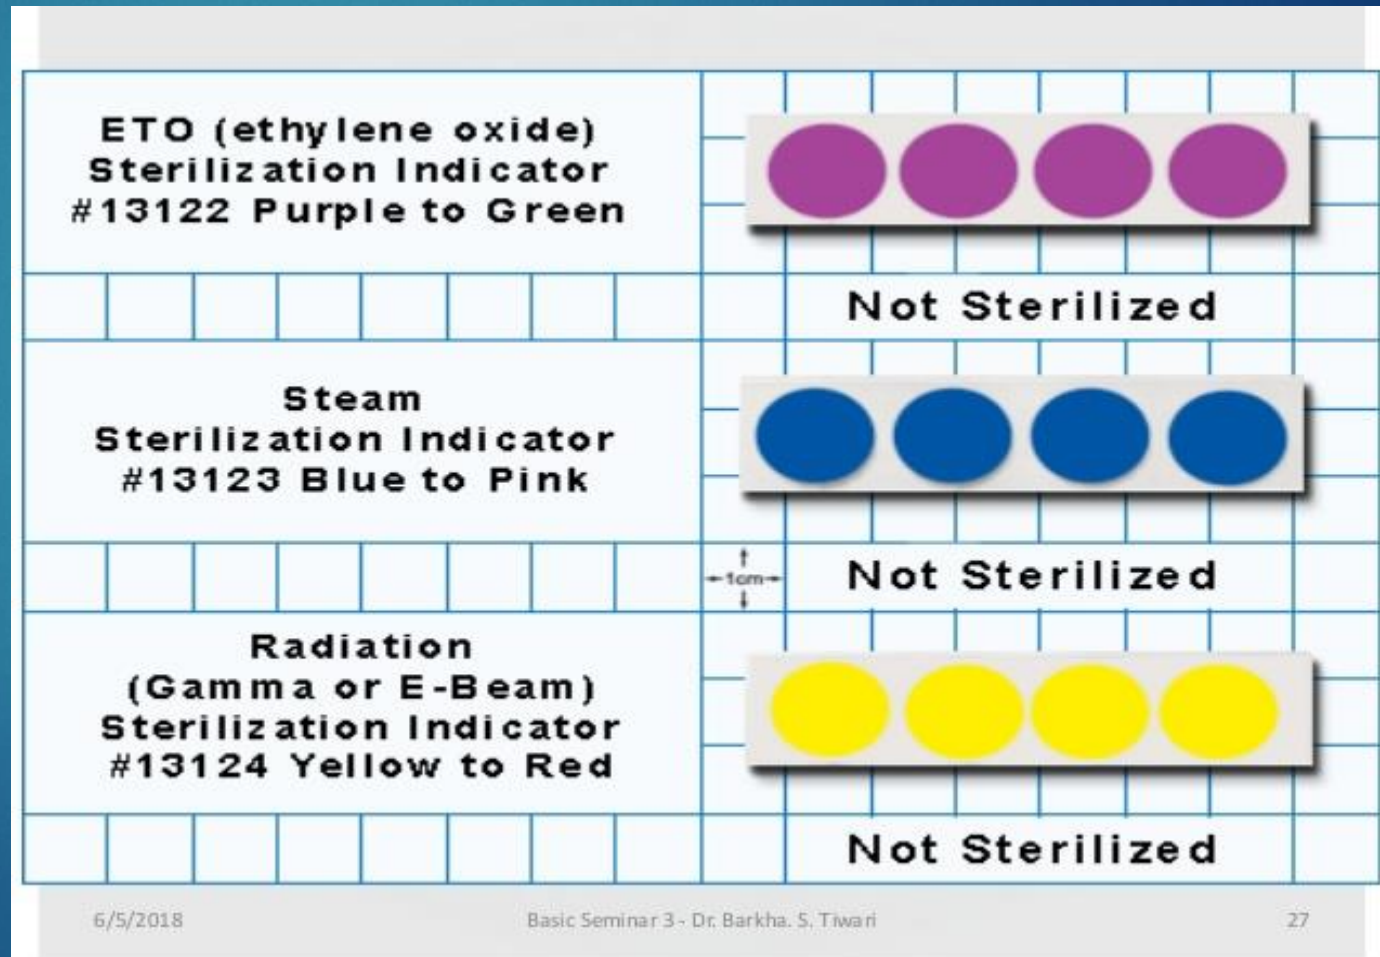 ETO (ethylene oxide)
Sterilization Indicator
#13122 Purple to Green
Not Sterilized
Steam
Sterilization Indicator
#13123 Blue to Pink
1cm
Not Sterilized
Radiation
(Gamma or E-Beam)
Sterilization Indicator
#13124 Yellow to Red
Not Sterilized
6/5/2018
Basic Seminar 3 - Dr. Barkha. S. Tiwari
27